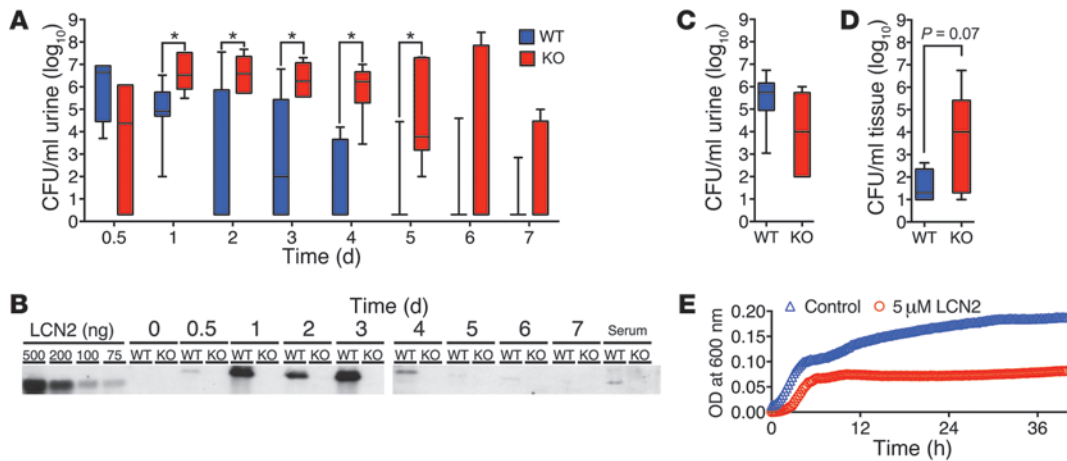 A
CFU/ml urine (log10)
9
8
7
6
5
4
3
2
1
0
* * * * *
WT
KO
0.5 1 2 3 4 5 6 7
Time (d)
C
CFU/ml urine (log10)
9
8
7
6
5
4
3
2
1
0
WT KO
D
CFU/ml tissue (log10)
P = 0.07
9
8
7
6
5
4
3
2
1
0
WT KO
B
Time (d)
LCN2 (ng) 0 0.5 1 2 3 4 5 6 7 Serum
500 200 100 75 WT KO WT KO WT KO WT KO WT KO WT KO WT KO WT KO WT KO WT KO
E
Control 5 μM LCN2
OD at 600 nm
0.20
0.15
0.10
0.05
0.00
0 12 24 36
Time (h)